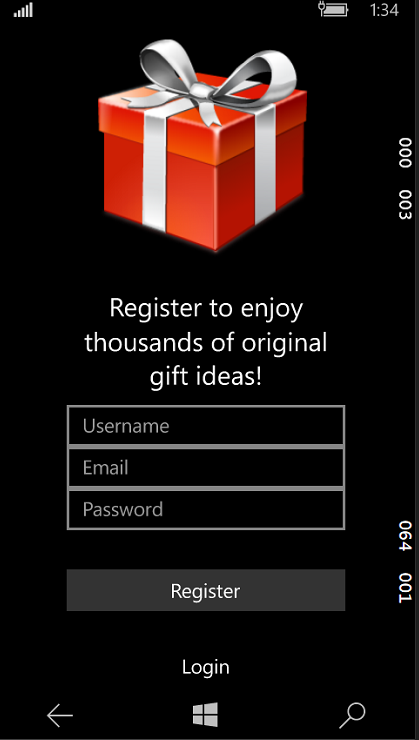 1:34
000
003
Register to enjoy
thousands of original
gift ideas!
Username
Email
Password
064
001
Register
Login